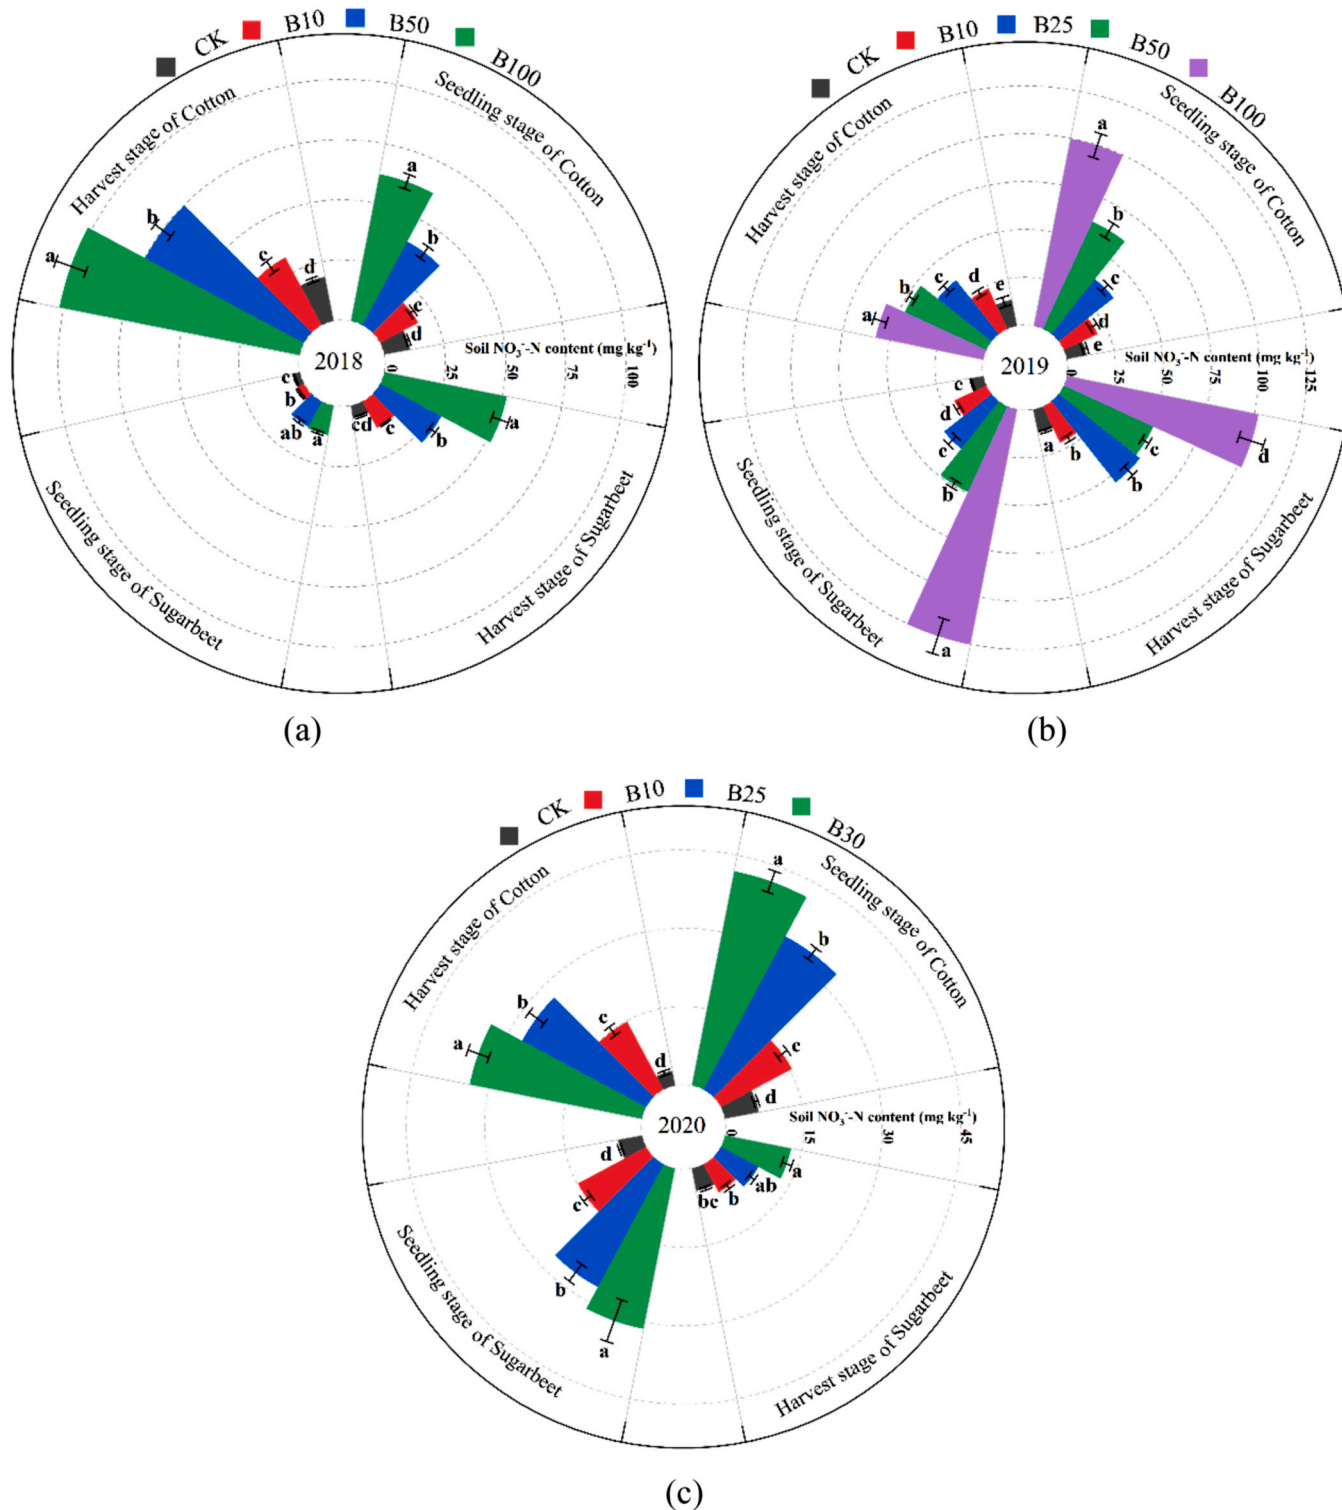 CK B10 B50 B100
Harvest stage of Cotton
Seedling stage of Cotton
a
b
c
d
a
b
c
d
2018
Soil NO₃⁻-N content (mg kg⁻¹)
0 25 50 75 100
c
b
ab
a
cd
c
b
a
Seedling stage of Sugarbeet
Harvest stage of Sugarbeet
(a)
CK B10 B25 B50 B100
Harvest stage of Cotton
Seedling stage of Cotton
a
b
c
d
e
a
b
c
d
e
2019
Soil NO₃⁻-N content (mg kg⁻¹)
0 25 50 75 100 125
c
d
c
b
a
a
b
b
c
d
Seedling stage of Sugarbeet
Harvest stage of Sugarbeet
(b)
CK B10 B25 B30
Harvest stage of Cotton
Seedling stage of Cotton
a
b
c
d
a
b
c
d
2020
Soil NO₃⁻-N content (mg kg⁻¹)
0 15 30 45
d
c
b
a
bc
b
ab
a
Seedling stage of Sugarbeet
Harvest stage of Sugarbeet
(c)